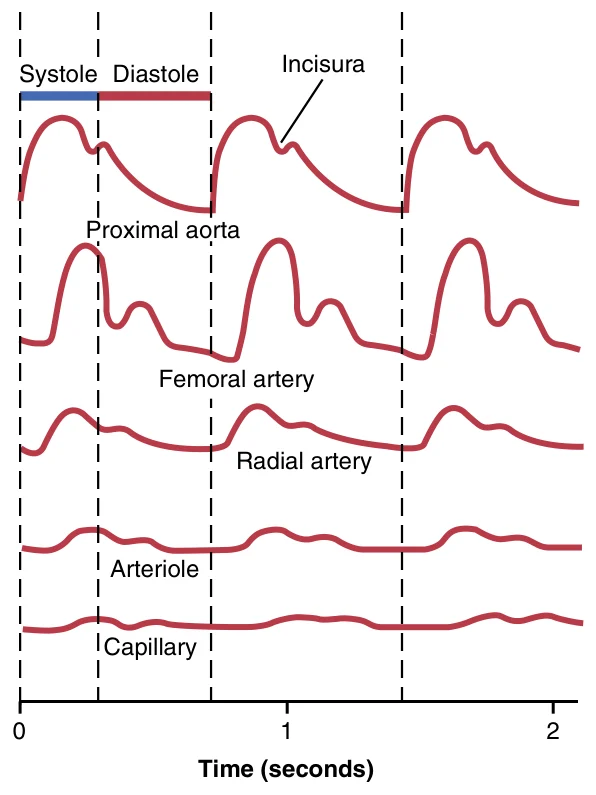 Incisura
Systole Diastole
Proximal aorta
Femoral artery
Radial artery
Arteriole
Capillary
0 1 2
Time (seconds)